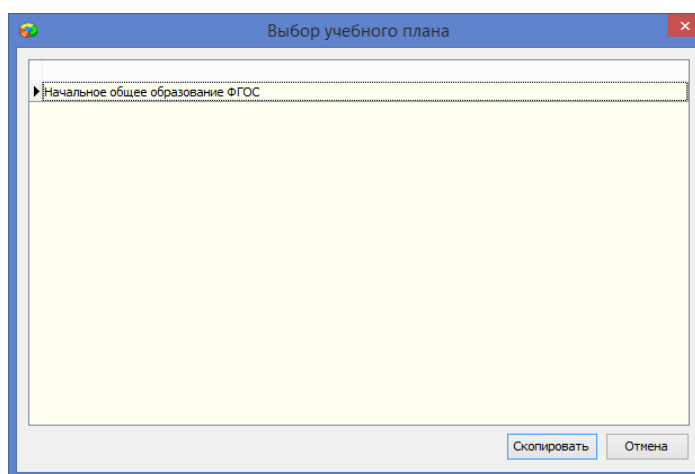 Выбор учебного плана
Начальное общее образование ФГОС
Скопировать Отмена